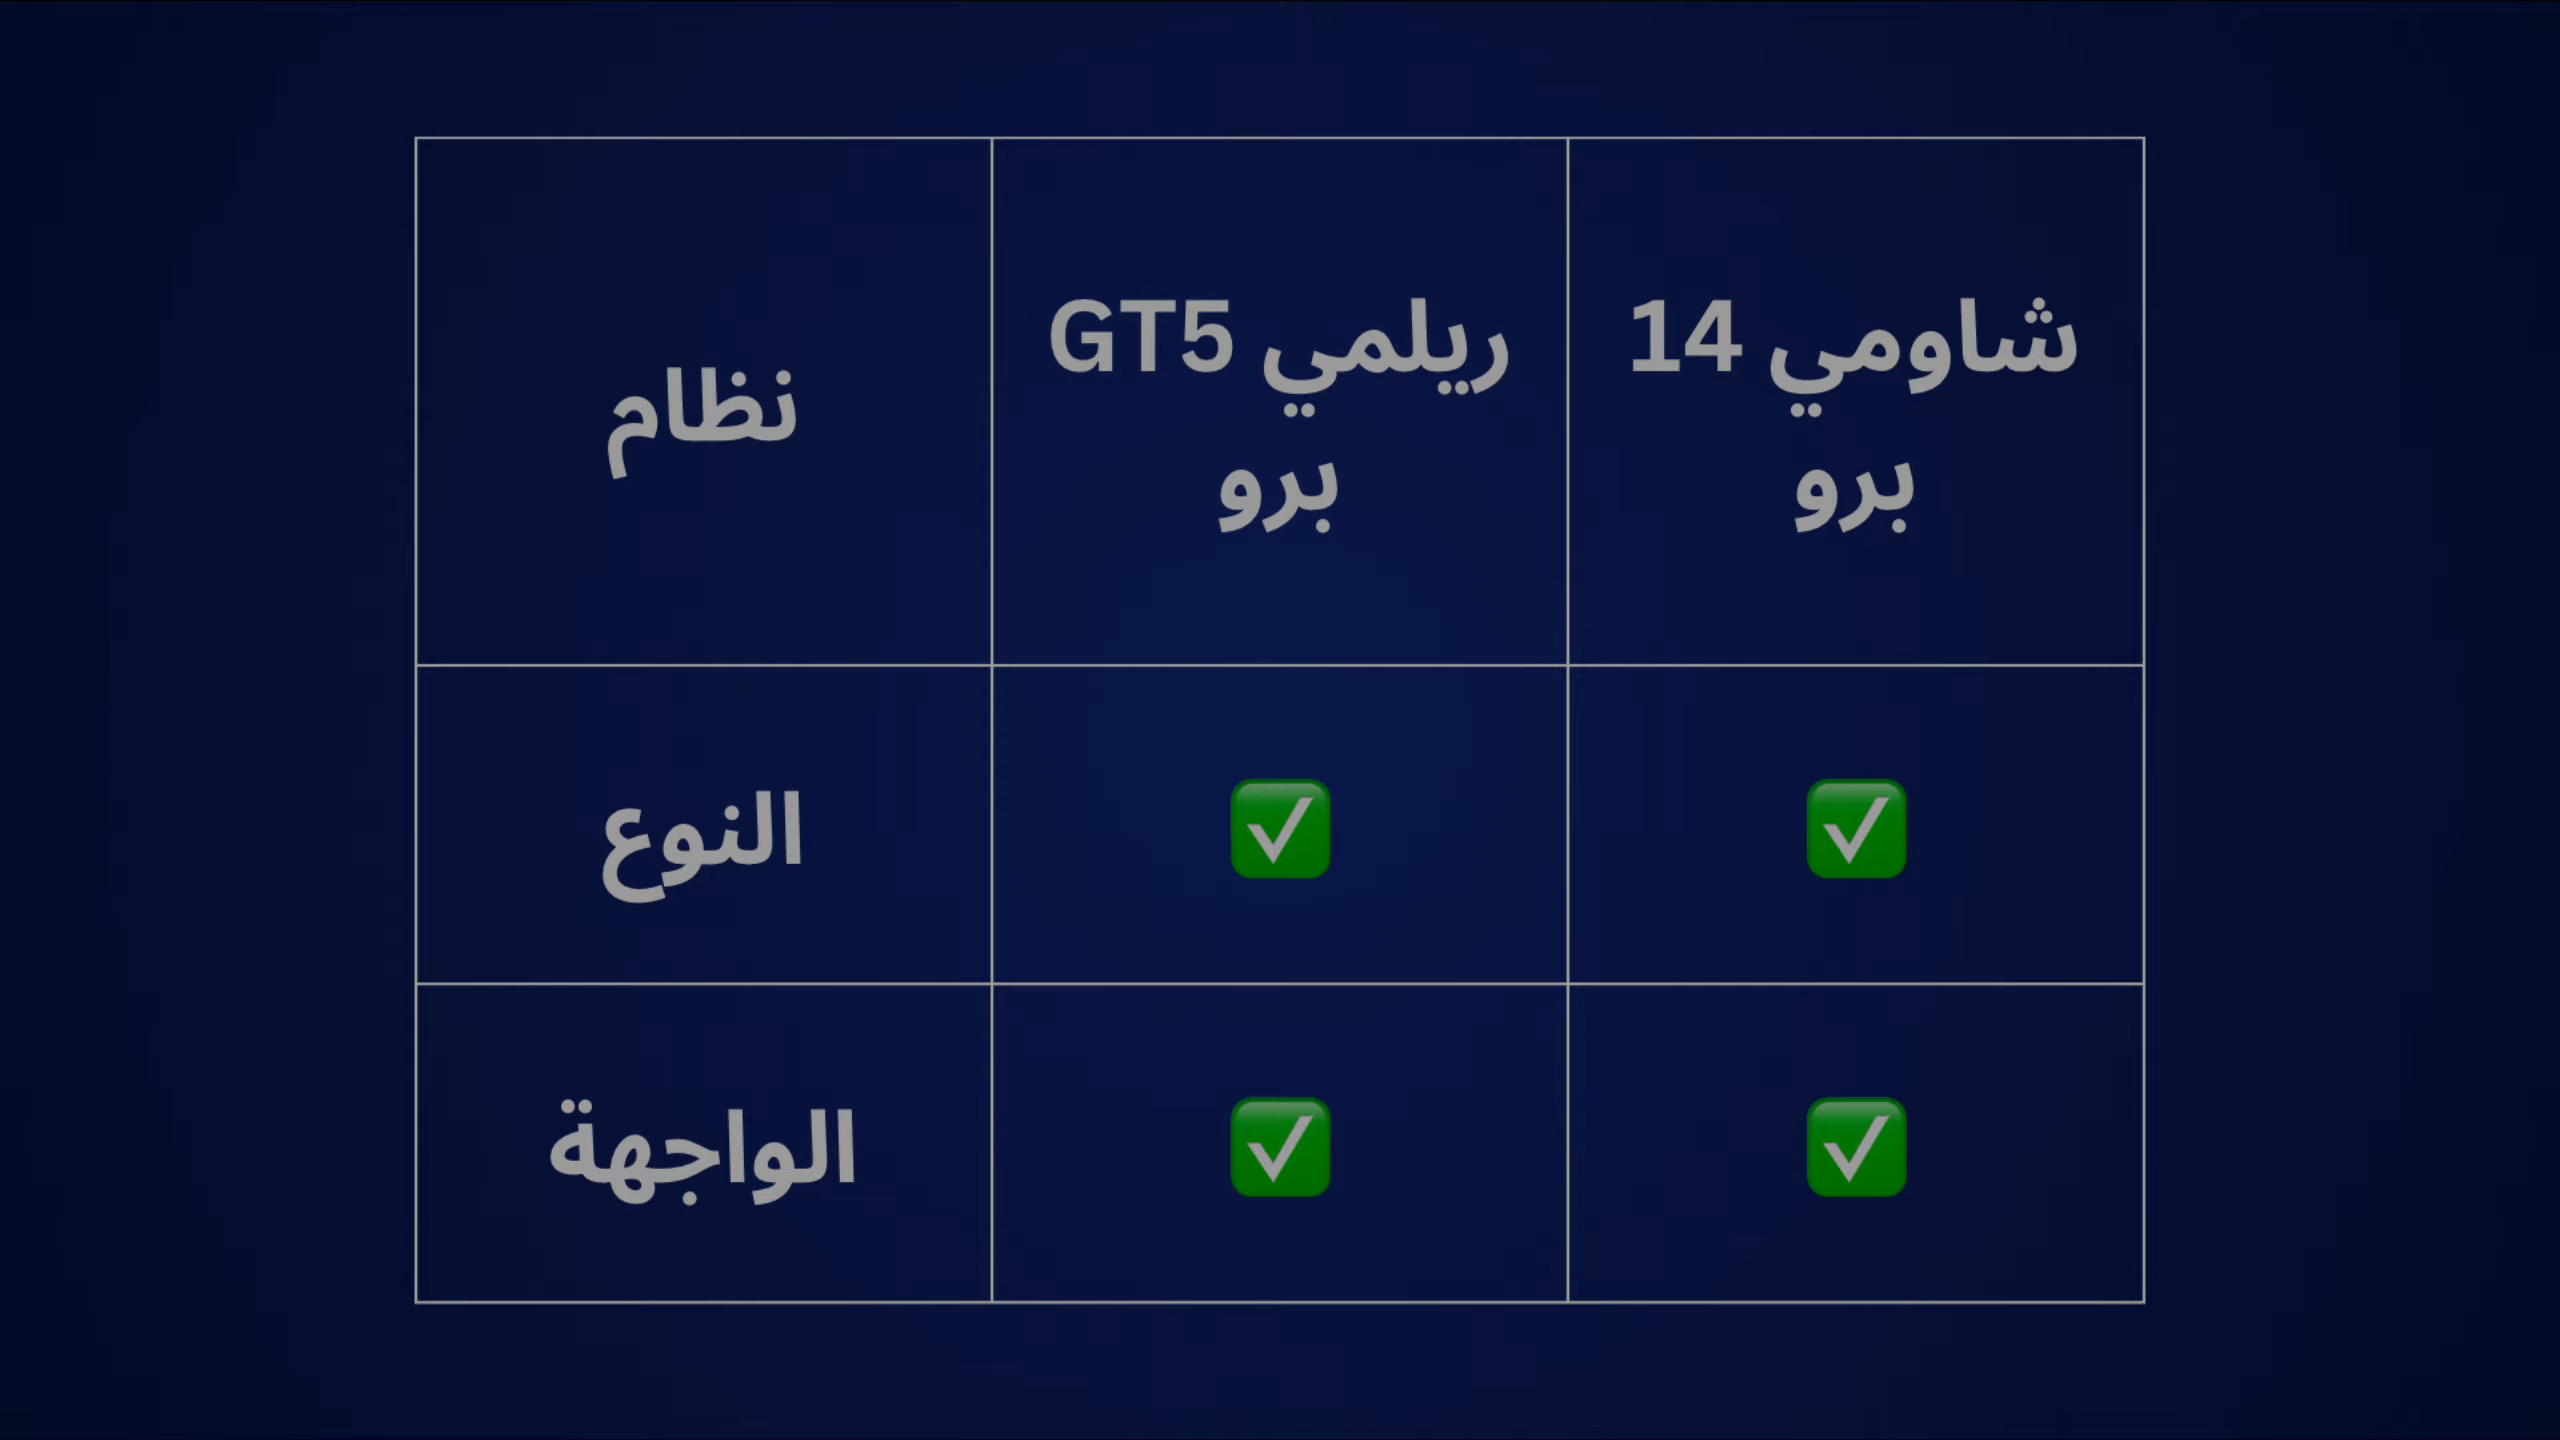 شاومي 14
برو
ريلمي GT5
برو
نظام
✅
✅
النوع
✅
✅
الواجهة